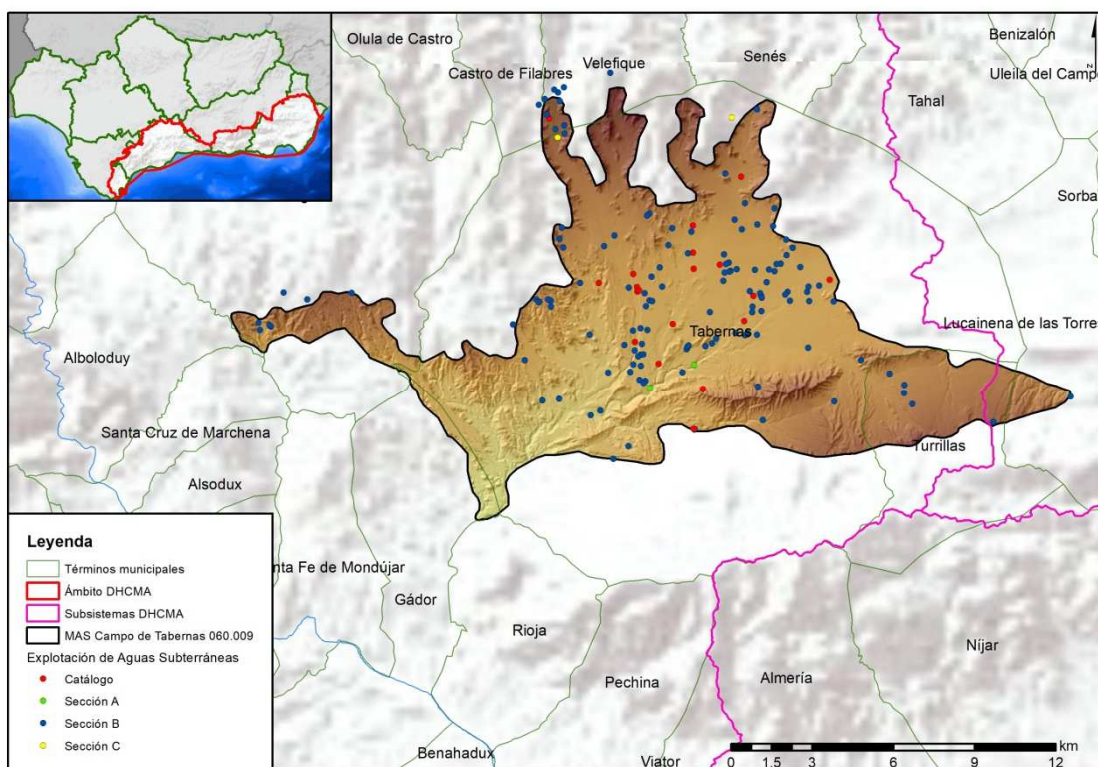 Olula de Castro
Castro de Filabres
Velefique
Senés
Benizalón
Uleila del Campo
Tahal
Sorba
z
Alboloduy
Santa Cruz de Marchena
Alsodux
Tabernas
Lucainena de las Torres
Turrillas
nta Fe de Mondújar
Gádor
Rioja
Pechina
Almería
Níjar
Benahadux
Viator
Leyenda
Términos municipales
Ámbito DHCMA
Subsistemas DHCMA
MAS Campo de Tabernas 060.009
Explotación de Aguas Subterráneas
Catálogo
Sección A
Sección B
Sección C
km
0 1.5 3 6 9 12